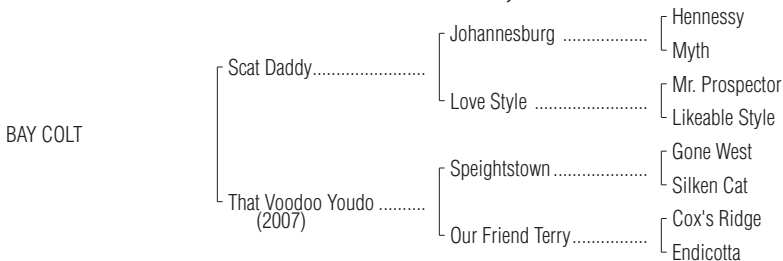 Hennessy
Johannesburg ..................
Myth
Scat Daddy........................
Mr. Prospector
Love Style ........................
Likeable Style
BAY COLT
Gone West
Speightstown ....................
Silken Cat
That Voodoo Youdo ..........
(2007)
Cox's Ridge
Our Friend Terry................
Endicotta